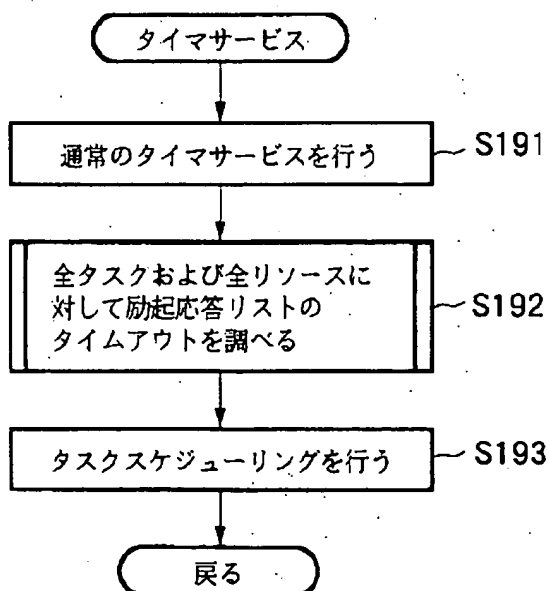 タイマサービス
通常のタイマサービスを行う
S191
全タスクおよび全リソースに
対して励起応答リストの
タイムアウトを調べる
S192
タスクスケジューリングを行う
S193
戻る